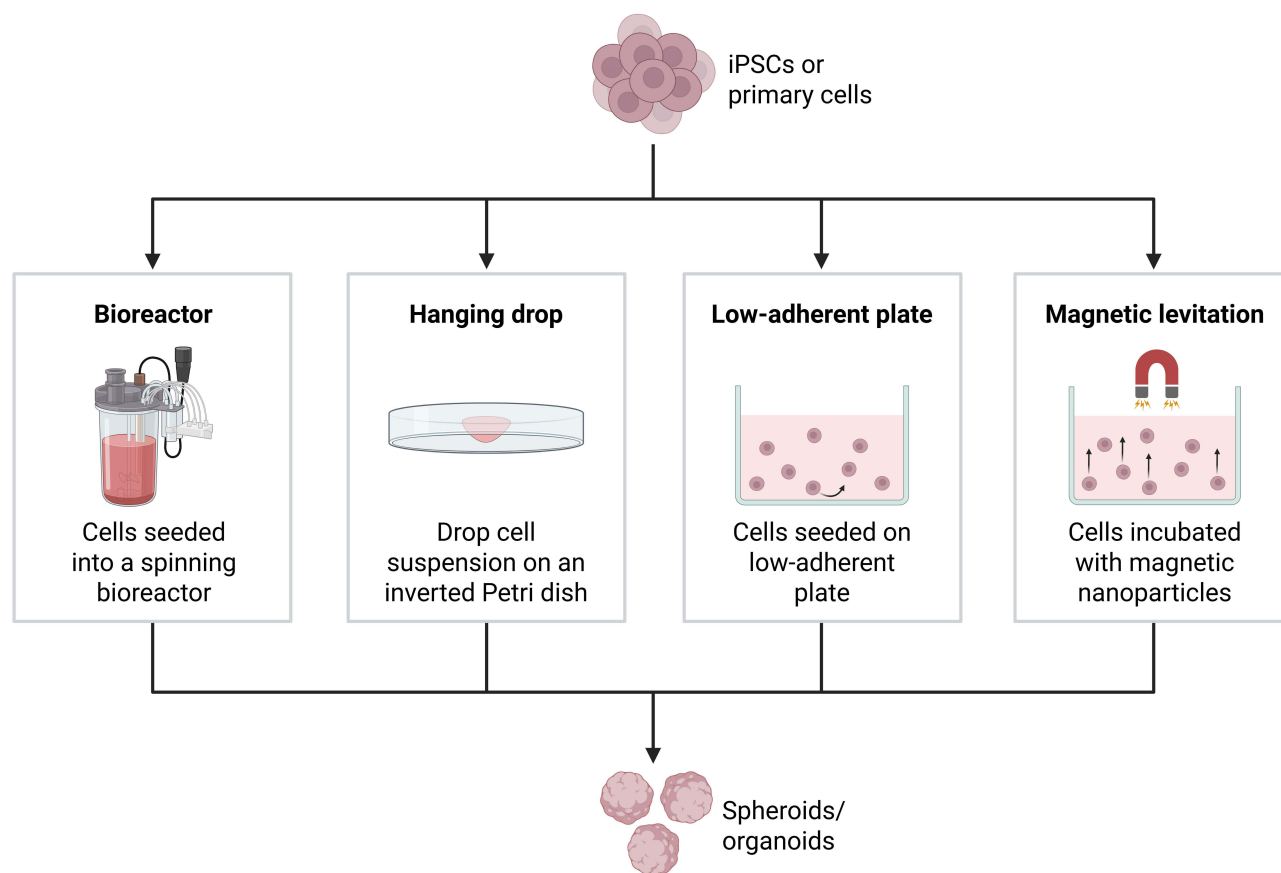 iPSCs or
primary cells
Bioreactor
Cells seeded
into a spinning
bioreactor
Hanging drop
Drop cell
suspension on an
inverted Petri dish
Low-adherent plate
Cells seeded on
low-adherent
plate
Magnetic levitation
Cells incubated
with magnetic
nanoparticles
Spheroids/
organoids